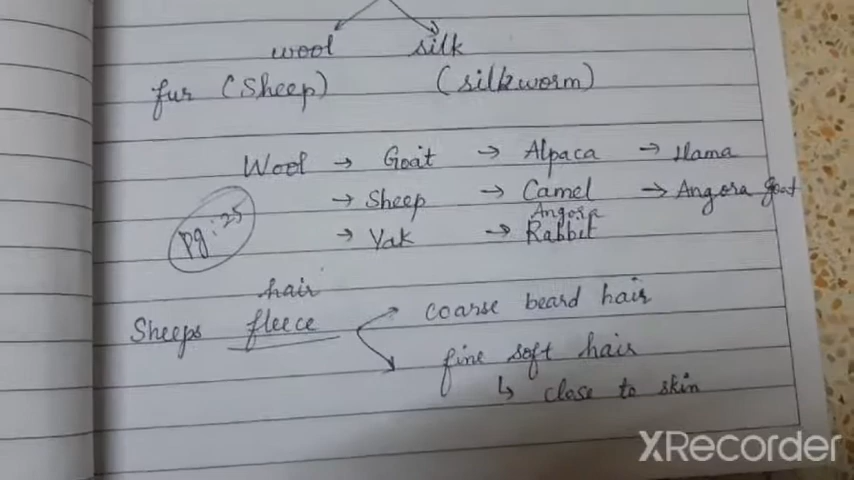 wool silk
fur (Sheep) (silkworm)
Wool → Goat → Alpaca → llama
→ Sheep → Camel → Angora goat
pg: 25
→ Yak → Angora Rabbit
hair
Sheeps fleece
coarse beard hair
fine soft hair
↳ close to skin
XRecorder